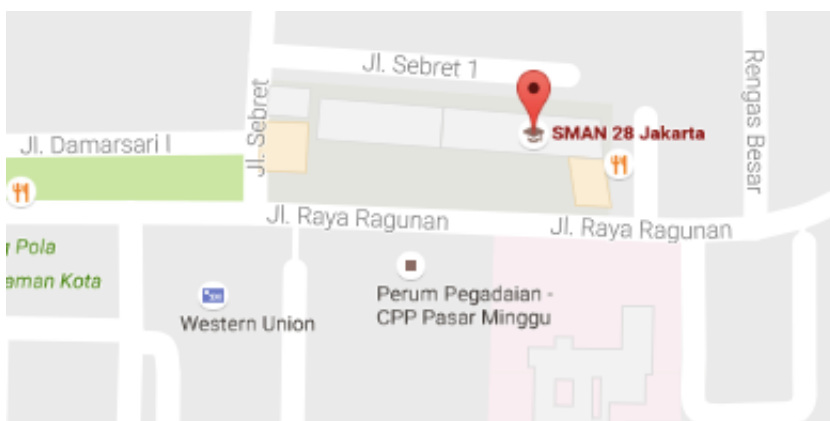 Jl. Sebret 1
Rengas Besar
Jl. Sebret
SMAN 28 Jakarta
Jl. Damarsari I
Jl. Raya Ragunan
Jl. Raya Ragunan
Pola
aman Kota
Perum Pegadaian -
CPP Pasar Minggu
Western Union